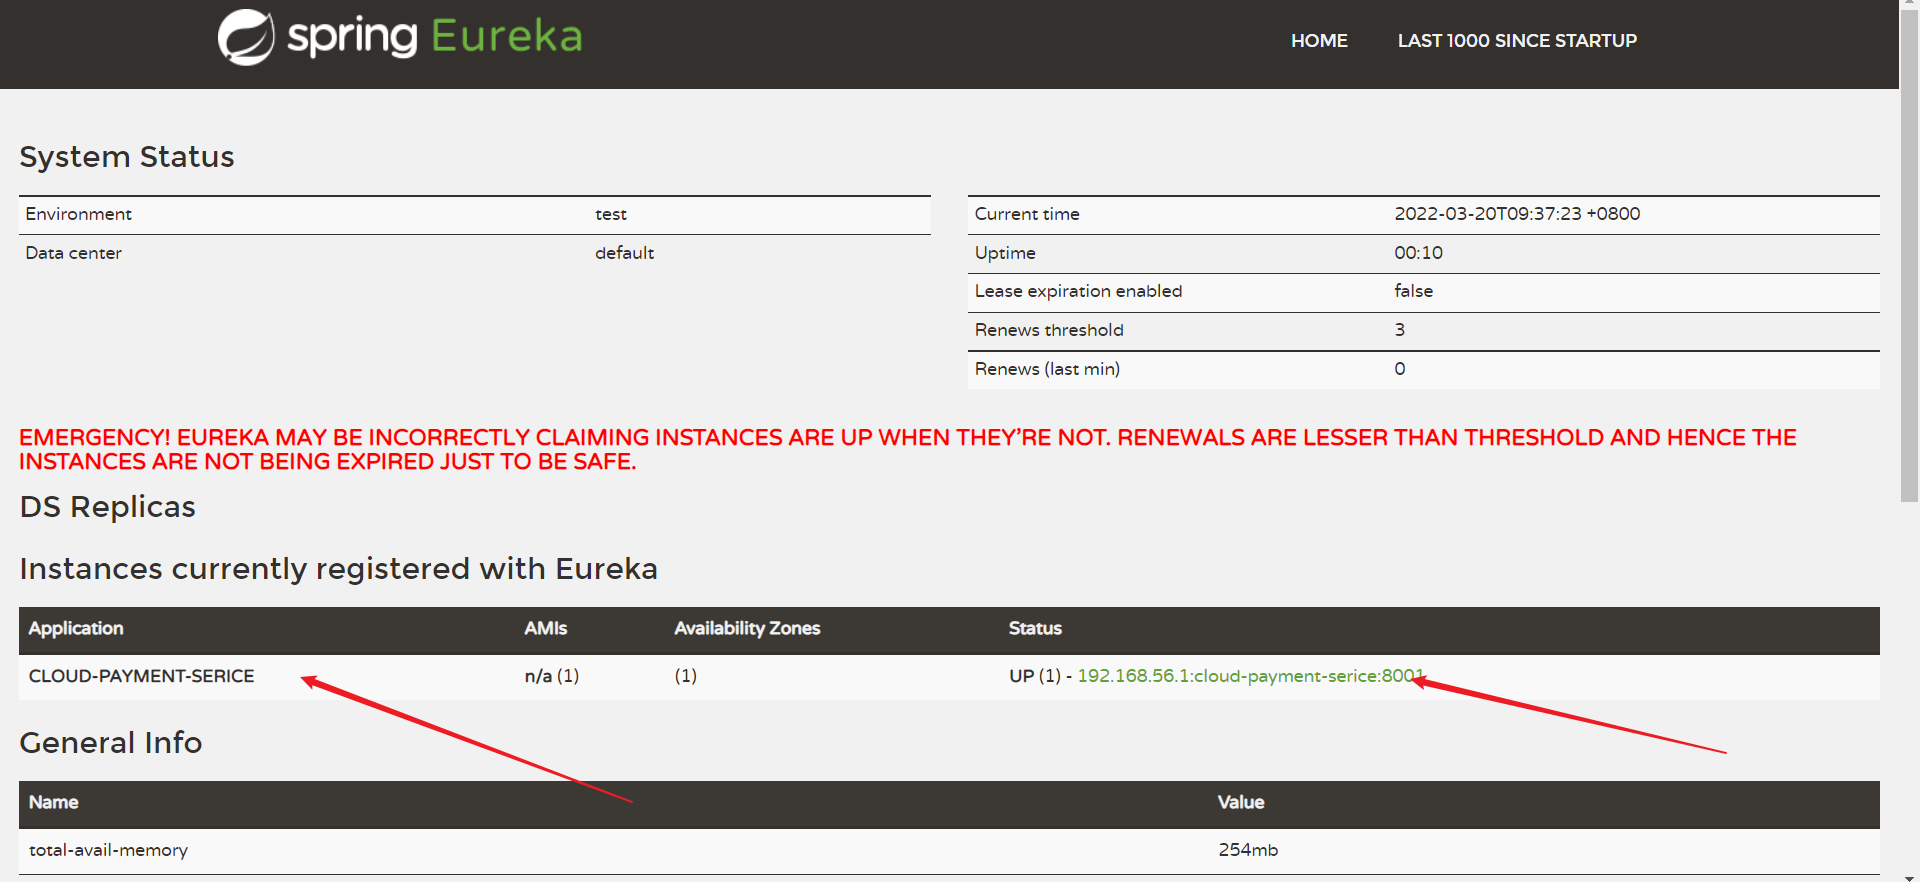 spring Eureka
HOME LAST 1000 SINCE STARTUP
System Status
Environment test
Data center default
Current time 2022-03-20T09:37:23 +0800
Uptime 00:10
Lease expiration enabled false
Renews threshold 3
Renews (last min) 0
EMERGENCY! EUREKA MAY BE INCORRECTLY CLAIMING INSTANCES ARE UP WHEN THEY'RE NOT. RENEWALS ARE LESSER THAN THRESHOLD AND HENCE THE
INSTANCES ARE NOT BEING EXPIRED JUST TO BE SAFE.
DS Replicas
Instances currently registered with Eureka
Application AMIs Availability Zones Status
CLOUD-PAYMENT-SERICE n/a (1) (1) UP (1) - 192.168.56.1:cloud-payment-serice:8001
General Info
Name Value
total-avail-memory 254mb